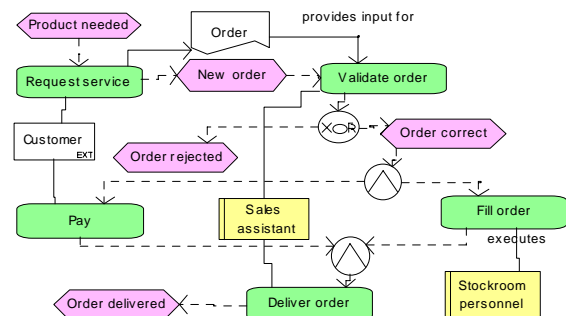 Product needed
Order
provides input for
Request service
New order
Validate order
XOR
Customer
EXT
Order correct
Order rejected
Pay
Sales
assistant
Fill order
executes
Order delivered
Deliver order
Stockroom
personnel